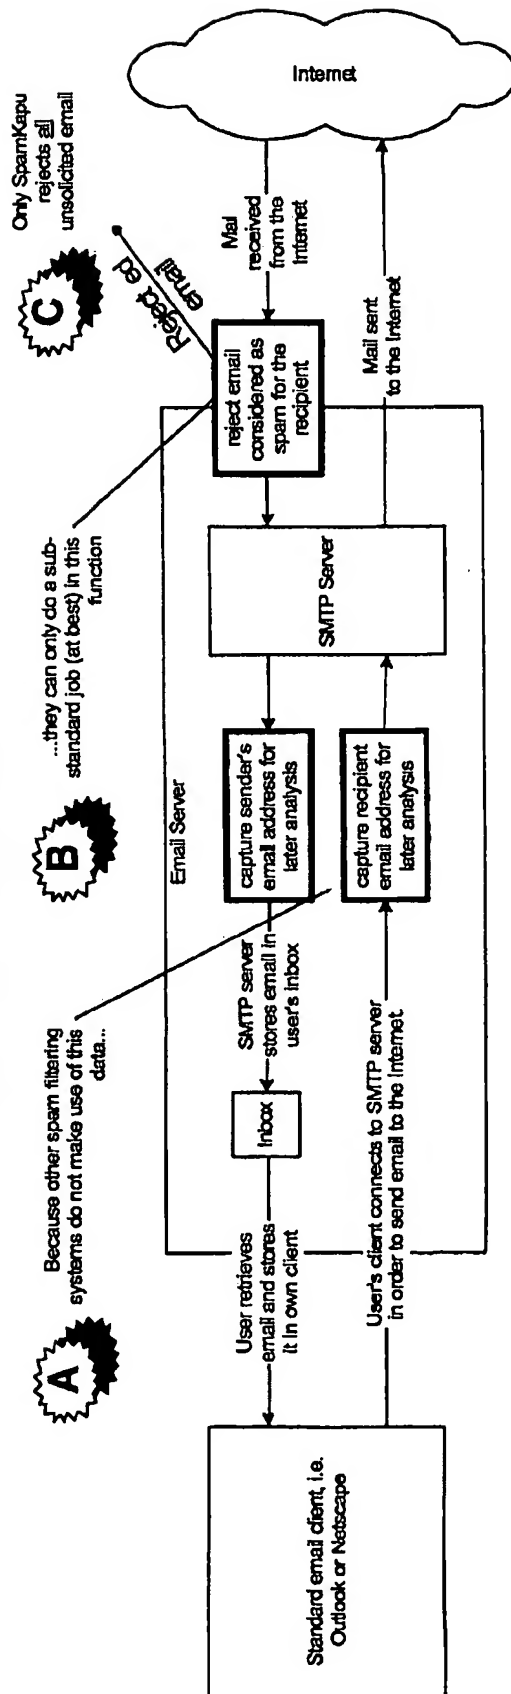 A
Because other spam filtering
systems do not make use of this
data...
B
...they can only do a sub-
standard job (at best) in this
function
C
Only SpamKapu
rejects all
unsolicited email
Reject ed
email
Internet
Mail
received
from the
Internet
Mail sent
to the Internet
reject email
considered as
spam for the
recipient
Email Server
SMTP Server
capture sender's
email address for
later analysis
capture recipient
email address for
later analysis
SMTP server
stores email in
user's inbox
Inbox
User retrieves
email and stores
it in own client
User's client connects to SMTP server
in order to send email to the Internet
Standard email client, i.e.
Outlook or Netscape